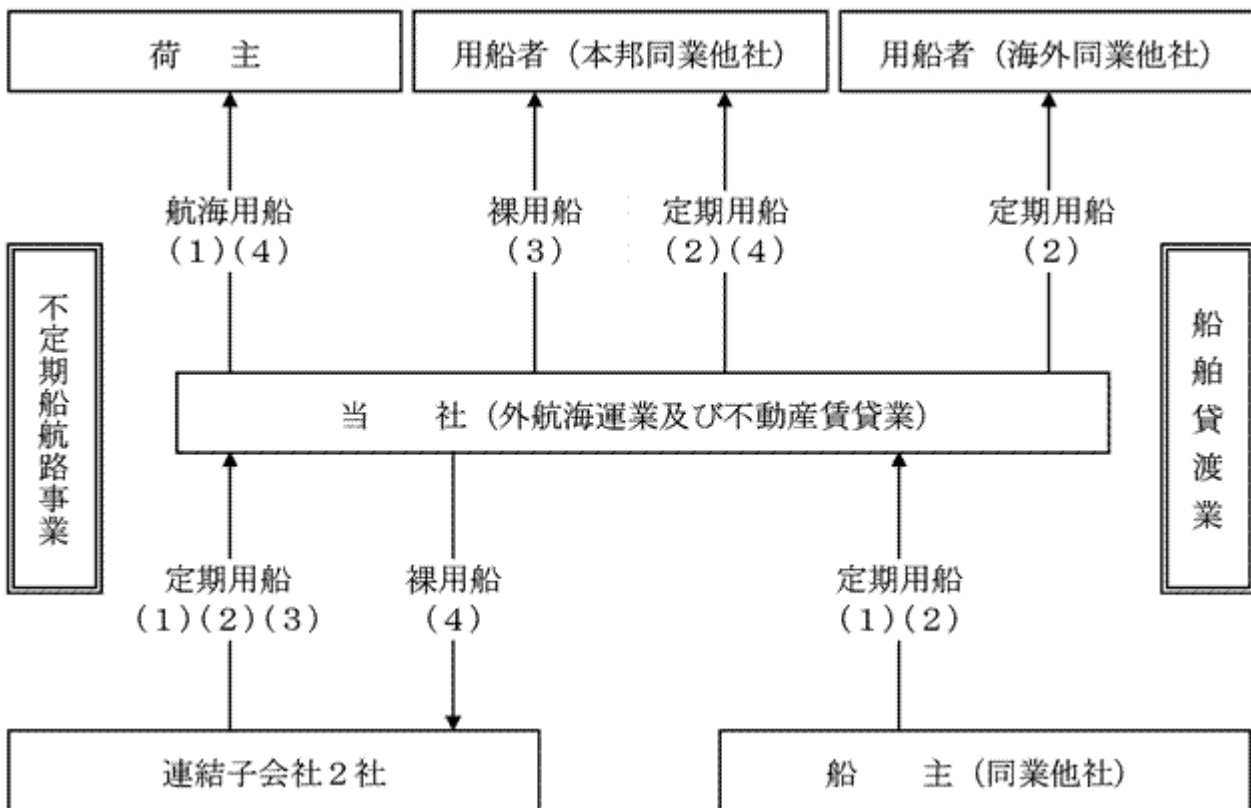 荷　主
用船者（本邦同業他社）
用船者（海外同業他社）
航海用船
（１）（４）
裸用船
（３）
定期用船
（２）（４）
定期用船
（２）
不定期船航路事業
船舶貸渡業
当　社（外航海運業及び不動産賃貸業）
定期用船
（１）（２）（３）
裸用船
（４）
定期用船
（１）（２）
連結子会社２社
船　主（同業他社）